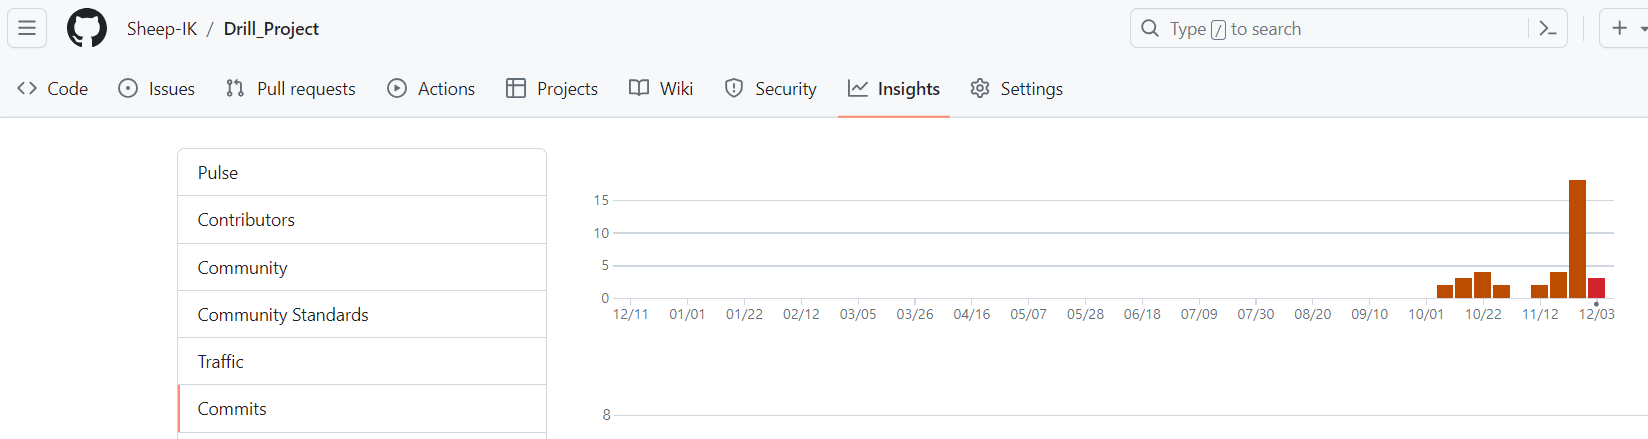 Sheep-IK / Drill_Project
Type / to search
Code Issues Pull requests Actions Projects Wiki Security Insights Settings
Pulse
Contributors
Community
Community Standards
Traffic
Commits
15
10
5
0
12/11 01/01 01/22 02/12 03/05 03/26 04/16 05/07 05/28 06/18 07/09 07/30 08/20 09/10 10/01 10/22 11/12 12/03
8